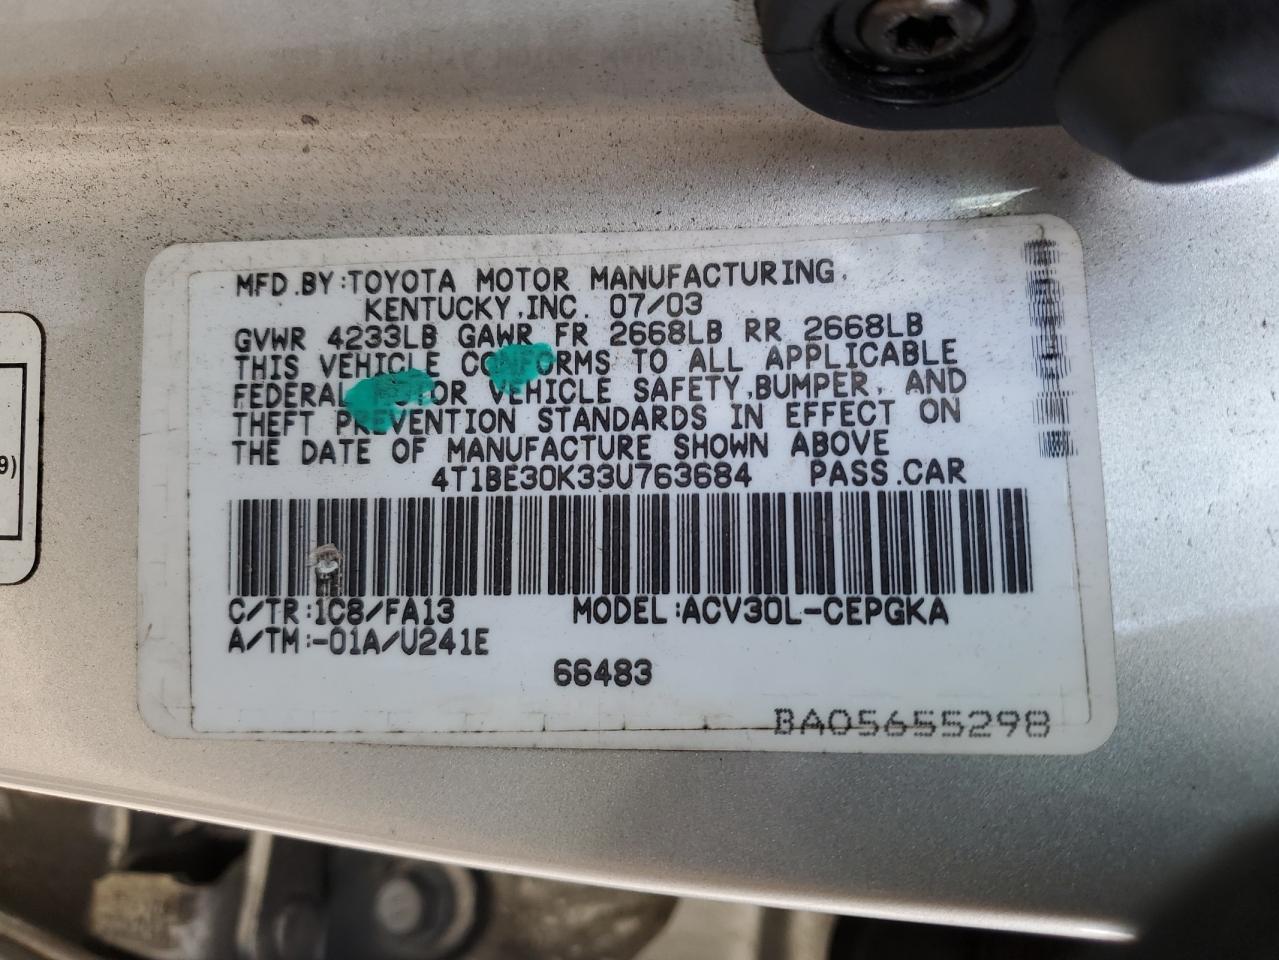 MFD.BY:TOYOTA MOTOR MANUFACTURING,
KENTUCKY,INC. 07/03
GVWR 4233LB GAWR FR 2668LB RR 2668LB
THIS VEHICLE CONFORMS TO ALL APPLICABLE
FEDERAL MOTOR VEHICLE SAFETY,BUMPER, AND
THEFT PREVENTION STANDARDS IN EFFECT ON
THE DATE OF MANUFACTURE SHOWN ABOVE
4T1BE30K33U763684 PASS.CAR
C/TR:1C8/FA13 MODEL:ACV30L-CEPGKA
A/TM:-01A/U241E
66483
BA05655298
9)